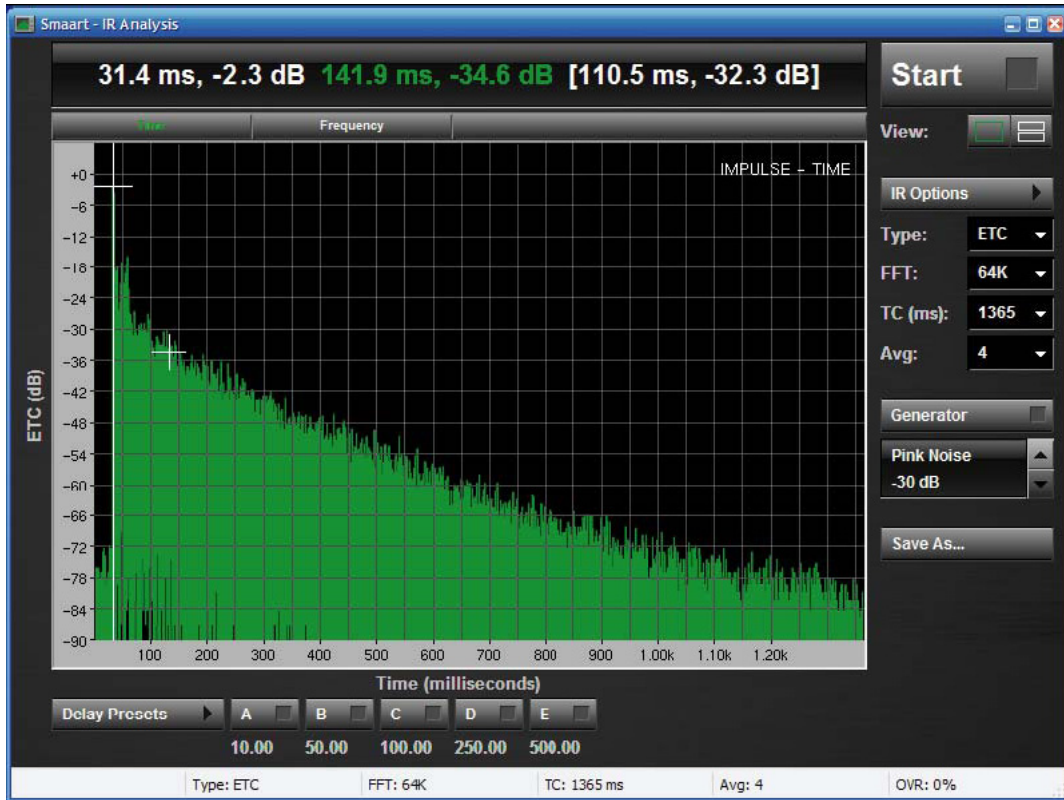 Smaart - IR Analysis
31.4 ms, -2.3 dB 141.9 ms, -34.6 dB [110.5 ms, -32.3 dB]
Start
Time Frequency
View:
IMPULSE - TIME
IR Options
Type: ETC
FFT: 64K
TC (ms): 1365
Avg: 4
Generator
Pink Noise
-30 dB
Save As...
ETC (dB)
+0
-6
-12
-18
-24
-30
-36
-42
-48
-54
-60
-66
-72
-78
-84
-90
100 200 300 400 500 600 700 800 900 1.00k 1.10k 1.20k
Time (milliseconds)
Delay Presets A B C D E
10.00 50.00 100.00 250.00 500.00
Type: ETC FFT: 64K TC: 1365 ms Avg: 4 OVR: 0%